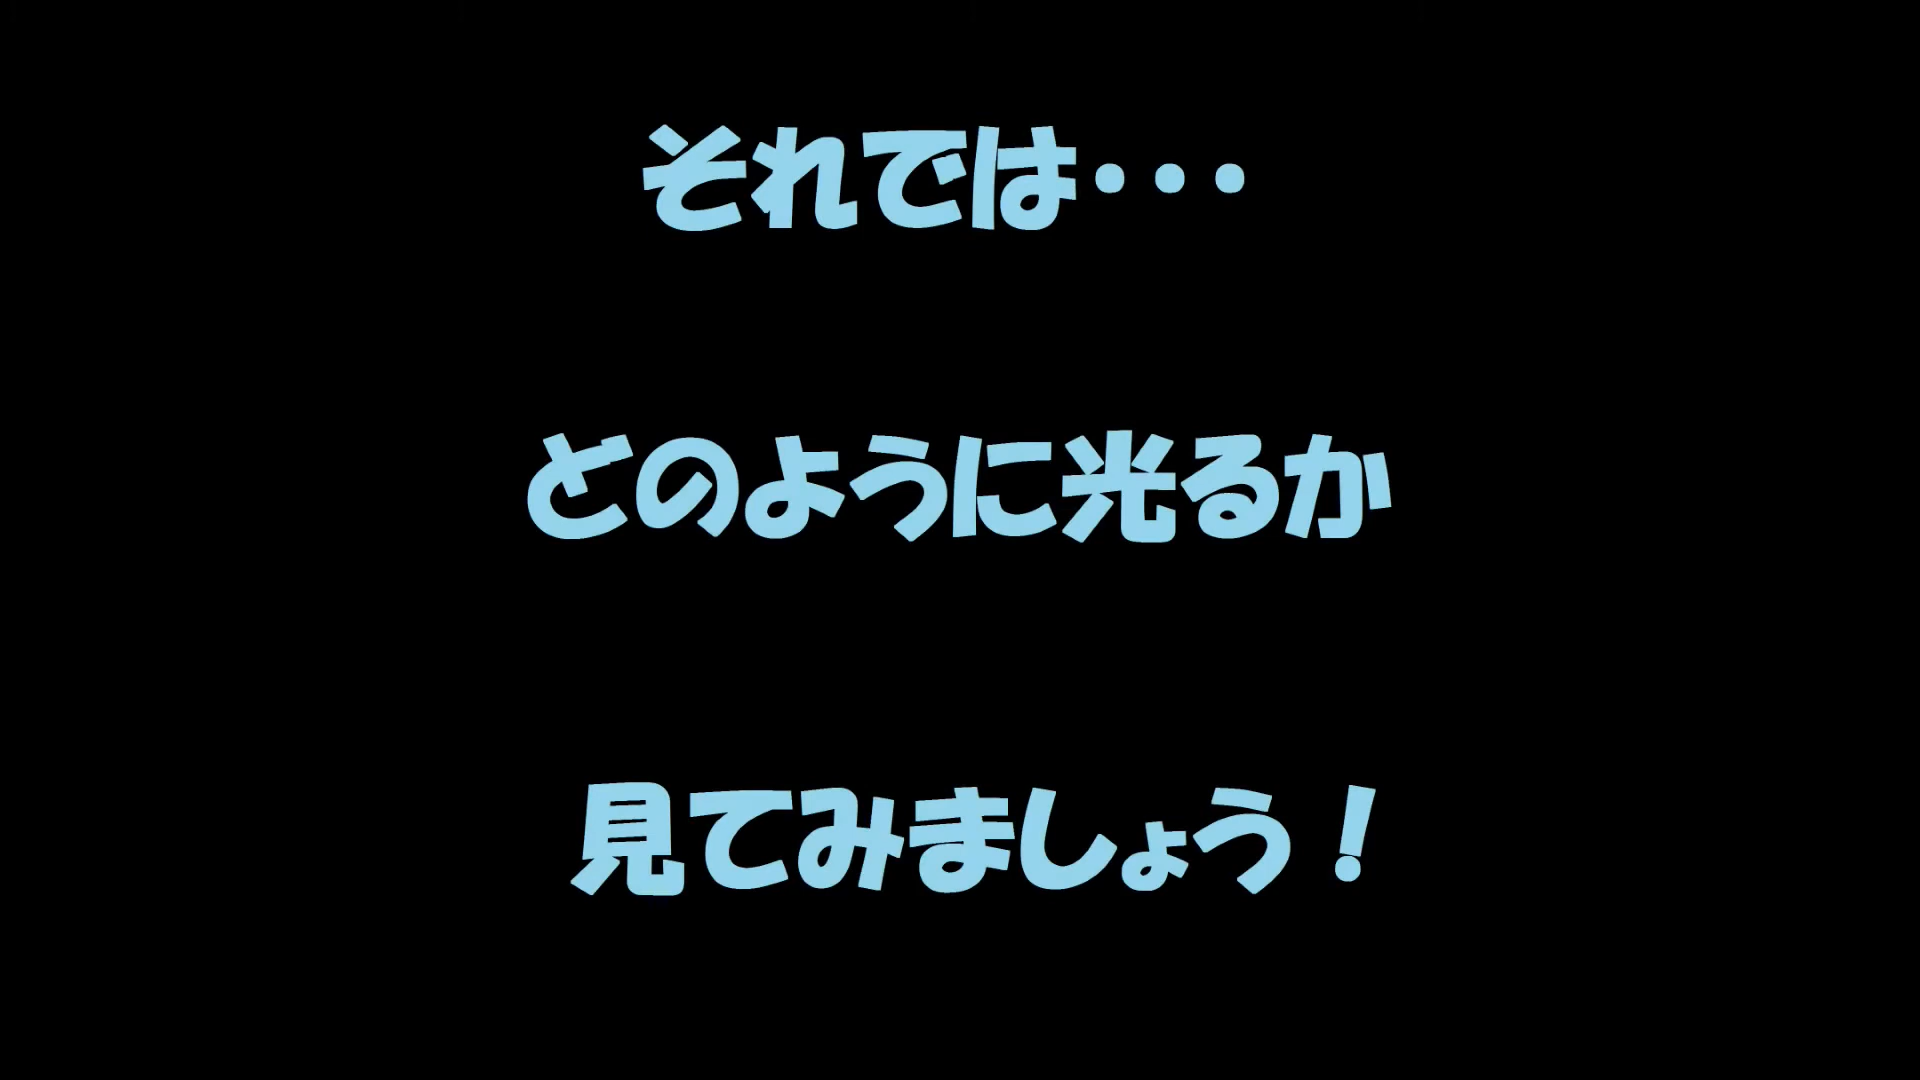 それでは･･･
どのように光るか
見てみましょう！